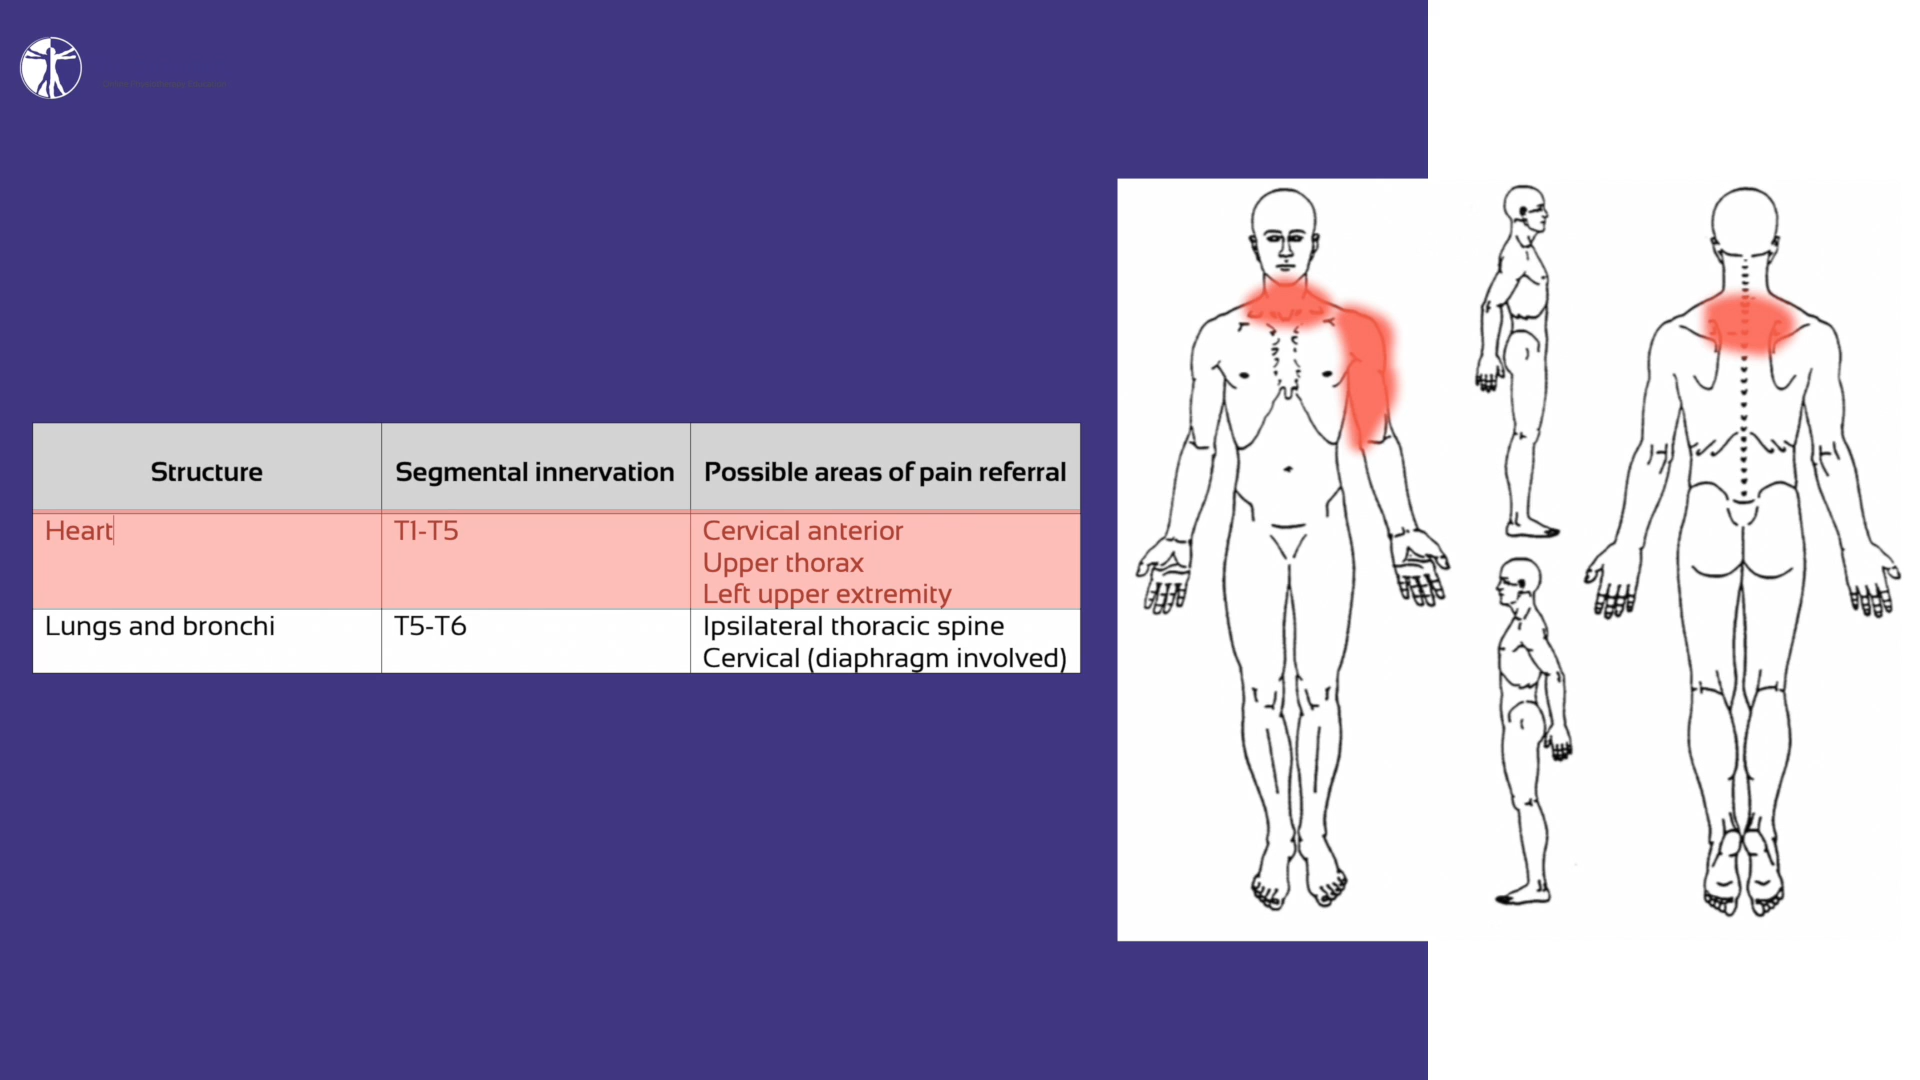 Structure Segmental innervation Possible areas of pain referral
Heart T1-T5 Cervical anterior
Upper thorax
Left upper extremity
Lungs and bronchi T5-T6 Ipsilateral thoracic spine
Cervical (diaphragm involved)